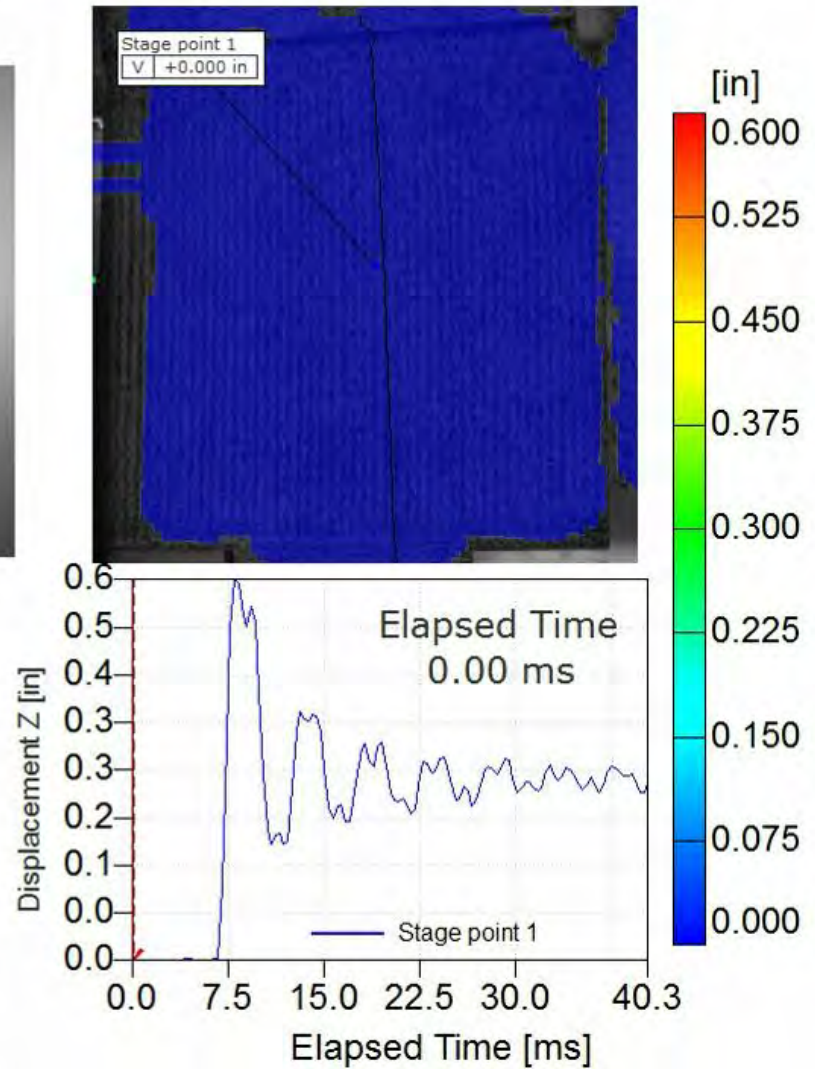 Stage point 1
V +0.000 in
[in]
0.600
0.525
0.450
0.375
0.300
0.225
0.150
0.075
0.000
Elapsed Time
0.00 ms
Displacement Z [in]
0.6
0.5
0.4
0.3
0.3
0.2
0.1
0.0
0.0
Stage point 1
0.0 7.5 15.0 22.5 30.0 40.3
Elapsed Time [ms]